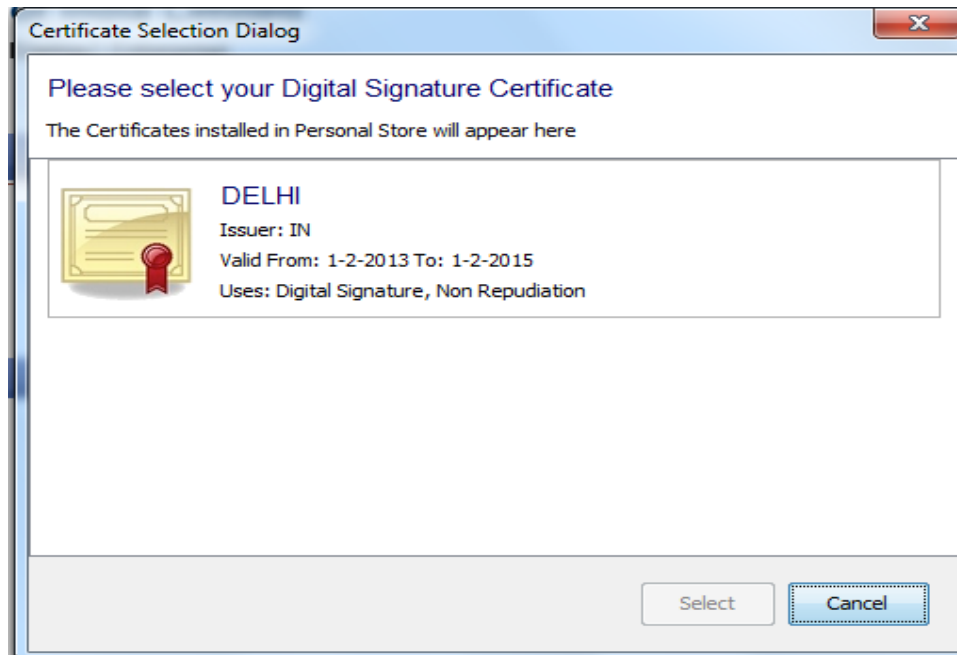 Certificate Selection Dialog
Please select your Digital Signature Certificate
The Certificates installed in Personal Store will appear here
DELHI
Issuer: IN
Valid From: 1-2-2013 To: 1-2-2015
Uses: Digital Signature, Non Repudiation
Select
Cancel